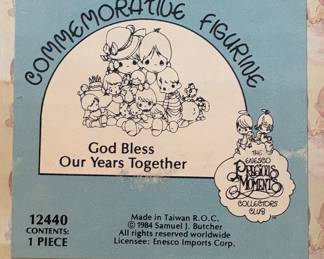 COMMEMORATIVE FIGURINE
God Bless
Our Years Together
THE
ENESCO
PRECIOUS
MOMENTS
COLLECTORS
CLUB
12440
CONTENTS:
1 PIECE
Made in Taiwan R.O.C.
© 1984 Samuel J. Butcher
All rights reserved worldwide
Licensee: Enesco Imports Corp.